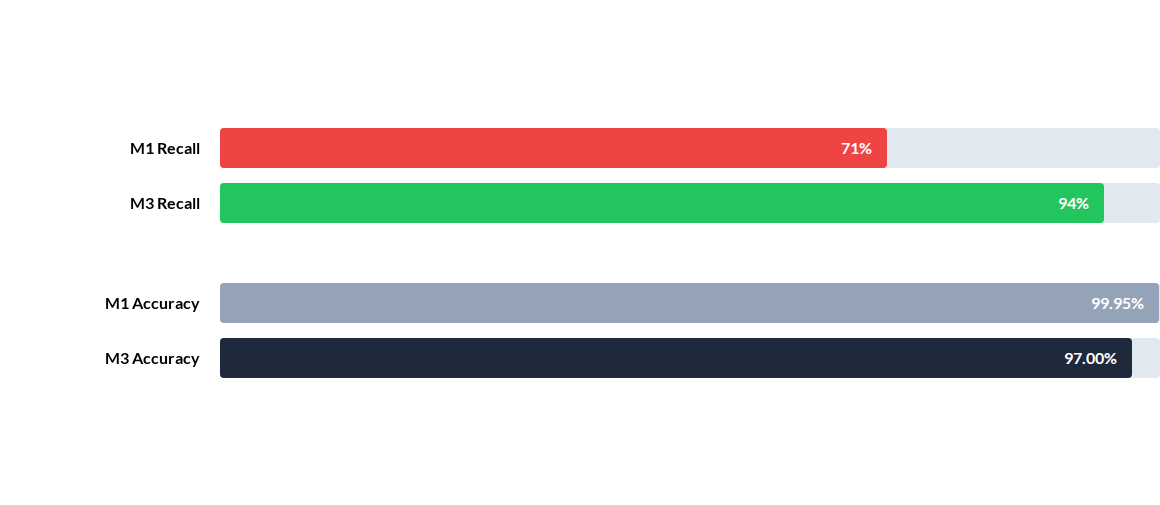 M1 Recall 71%
M3 Recall 94%
M1 Accuracy 99.95%
M3 Accuracy 97.00%